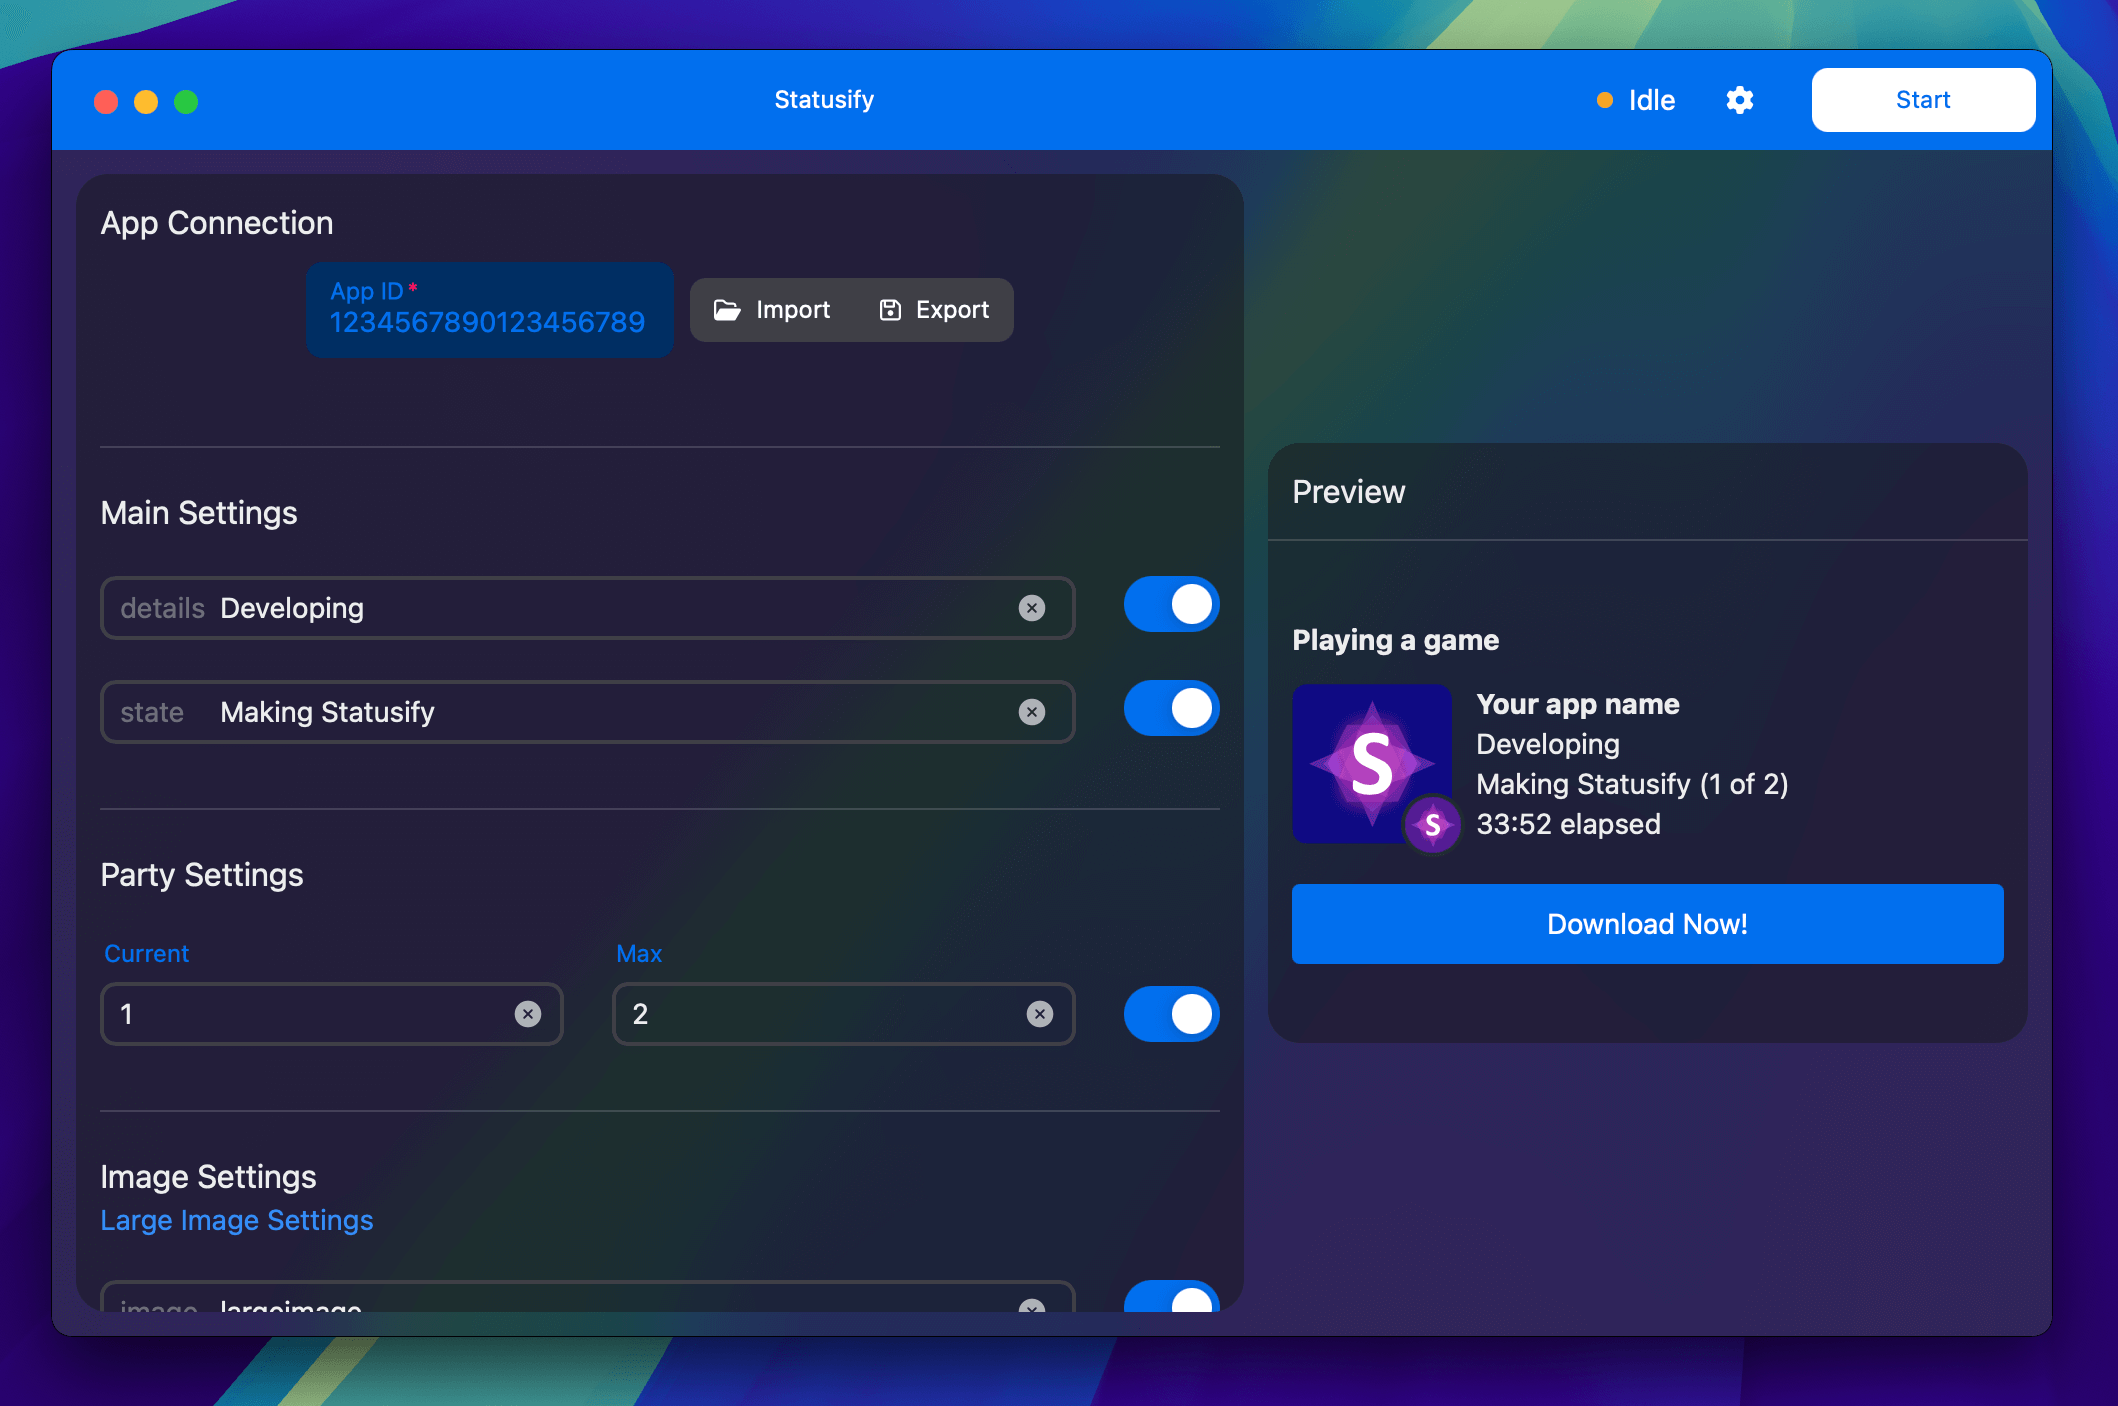 Statusify
Idle
Start
App Connection
App ID*
1234567890123456789
Import
Export
Main Settings
details Developing
state Making Statusify
Party Settings
Current
Max
1
2
Image Settings
Large Image Settings
image largeimage
Preview
Playing a game
S
S
Your app name
Developing
Making Statusify (1 of 2)
33:52 elapsed
Download Now!